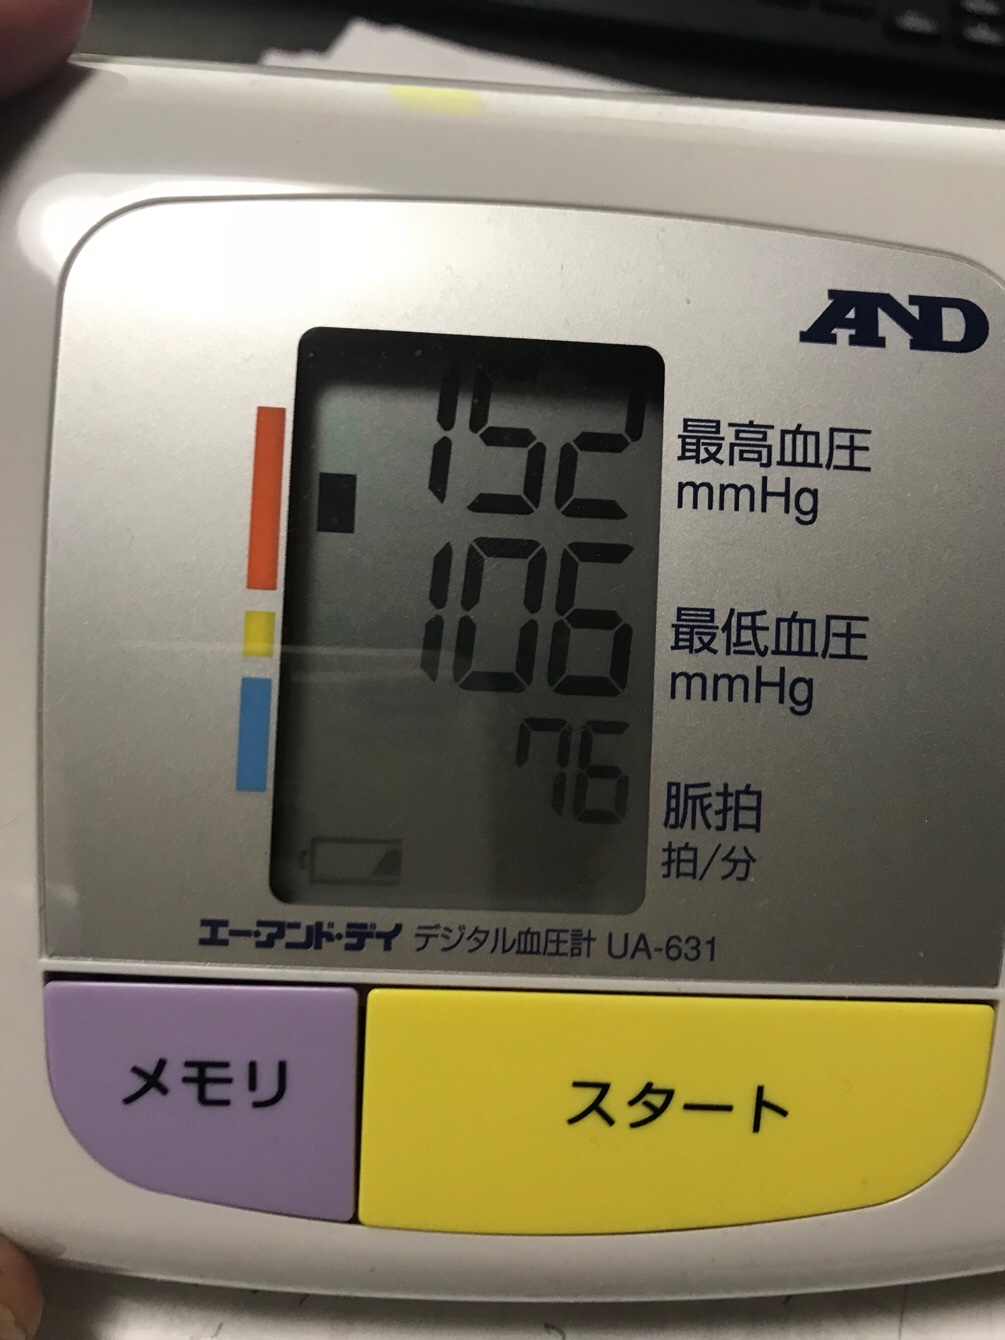 AND
152
最高血圧
mmHg
106
最低血圧
mmHg
76
脈拍
拍/分
エー・アンド・デイ デジタル血圧計 UA-631
メモリ
スタート